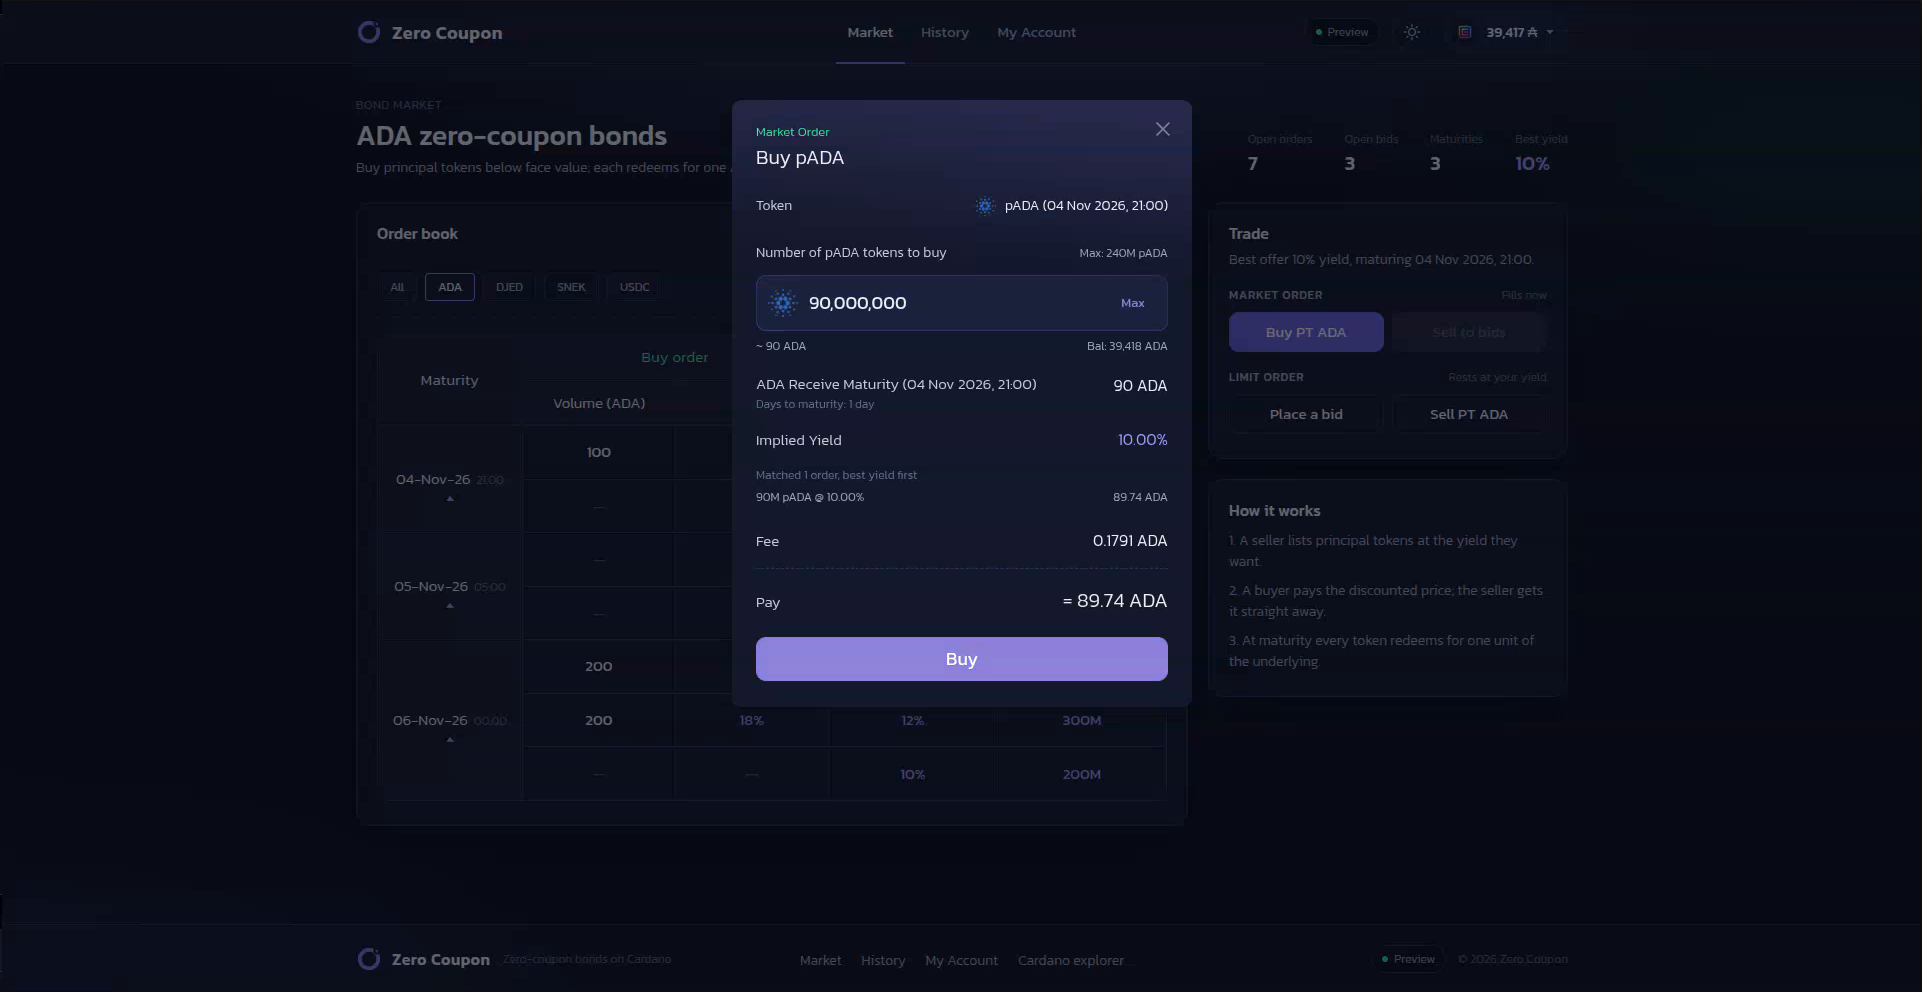 Zero Coupon
Market
History
My Account
Preview
39,417 ₳
BOND MARKET
ADA zero-coupon bonds
Buy principal tokens below face value; each redeems for one
Open orders
7
Open bids
3
Maturities
3
Best yield
10%
Order book
All
ADA
DJED
SNEK
USDC
Maturity
Buy order
Volume (ADA)
04-Nov-26 21:00
100
—
05-Nov-26 05:00
—
—
06-Nov-26 00:00
200
200
18%
12%
300M
—
—
10%
200M
Market Order
Buy pADA
Token
pADA (04 Nov 2026, 21:00)
Number of pADA tokens to buy
Max: 240M pADA
90,000,000
Max
~ 90 ADA
Bal: 39,418 ADA
ADA Receive Maturity (04 Nov 2026, 21:00)
90 ADA
Days to maturity: 1 day
Implied Yield
10.00%
Matched 1 order, best yield first
90M pADA @ 10.00%
89.74 ADA
Fee
0.1791 ADA
Pay
= 89.74 ADA
Buy
Trade
Best offer 10% yield, maturing 04 Nov 2026, 21:00.
MARKET ORDER
Fills now
Buy PT ADA
Sell to bids
LIMIT ORDER
Rests at your yield
Place a bid
Sell PT ADA
How it works
1. A seller lists principal tokens at the yield they
want.
2. A buyer pays the discounted price; the seller gets
it straight away.
3. At maturity every token redeems for one unit of
the underlying.
Zero Coupon
Zero-coupon bonds on Cardano
Market
History
My Account
Cardano explorer
Preview
© 2026 Zero Coupon